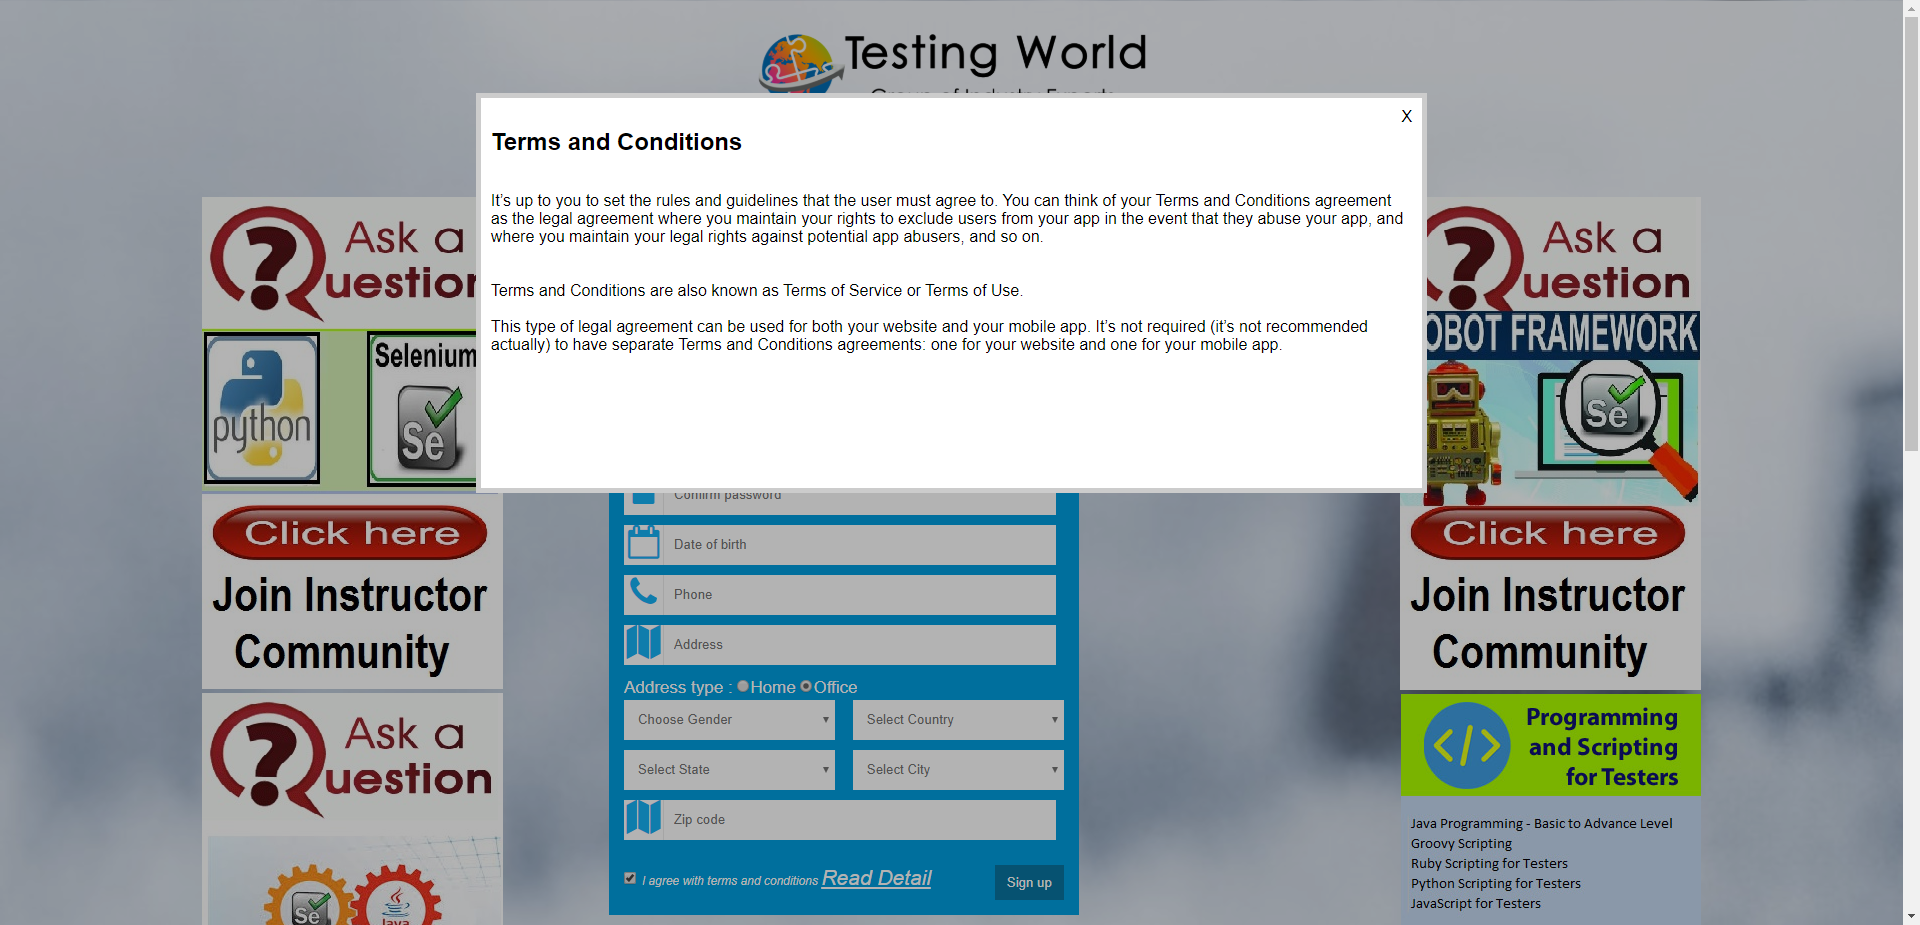 Testing World
X
Terms and Conditions
It's up to you to set the rules and guidelines that the user must agree to. You can think of your Terms and Conditions agreement
as the legal agreement where you maintain your rights to exclude users from your app in the event that they abuse your app, and
where you maintain your legal rights against potential app abusers, and so on.
Terms and Conditions are also known as Terms of Service or Terms of Use.
This type of legal agreement can be used for both your website and your mobile app. It's not required (it's not recommended
actually) to have separate Terms and Conditions agreements: one for your website and one for your mobile app.
Ask a
Question
python
Selenium
Se
Click here
Join Instructor
Community
Ask a
Question
Se
Java
Confirm password
Date of birth
Phone
Address
Address type : Home Office
Choose Gender
Select Country
Select State
Select City
Zip code
I agree with terms and conditions Read Detail
Sign up
Ask a
Question
OBOT FRAMEWORK
Se
Click here
Join Instructor
Community
</>
Programming
and Scripting
for Testers
Java Programming - Basic to Advance Level
Groovy Scripting
Ruby Scripting for Testers
Python Scripting for Testers
JavaScript for Testers